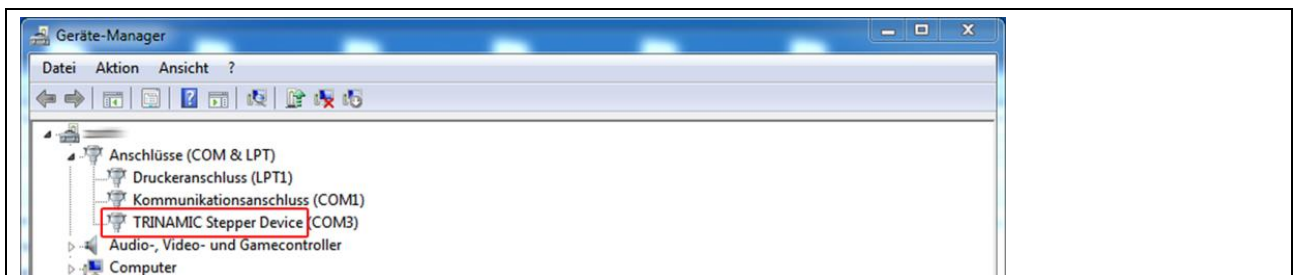 Geräte-Manager
Datei Aktion Ansicht ?
Anschlüsse (COM & LPT)
Druckeranschluss (LPT1)
Kommunikationsanschluss (COM1)
TRINAMIC Stepper Device (COM3)
Audio-, Video- und Gamecontroller
Computer